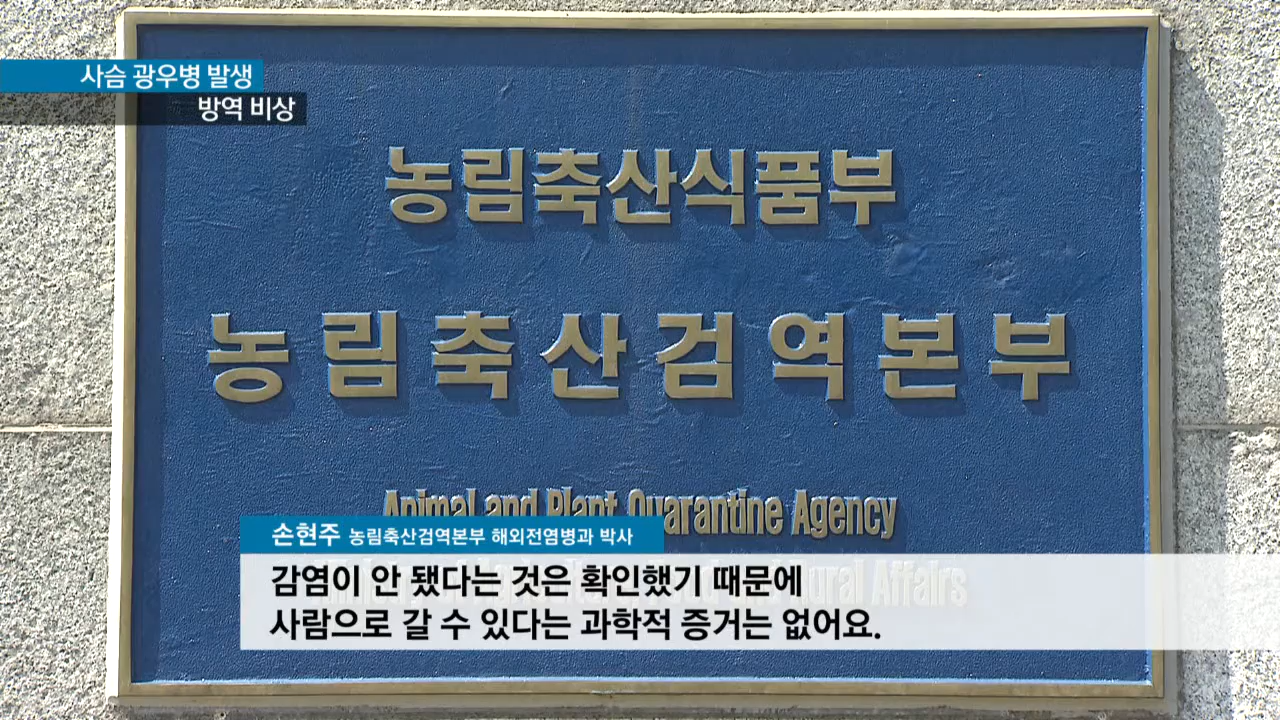 사슴 광우병 발생
방역 비상
농림축산식품부
농림축산검역본부
Animal and Plant Quarantine Agency
Rural Affairs
손현주 농림축산검역본부 해외전염병과 박사
감염이 안 됐다는 것은 확인했기 때문에
사람으로 갈 수 있다는 과학적 증거는 없어요.